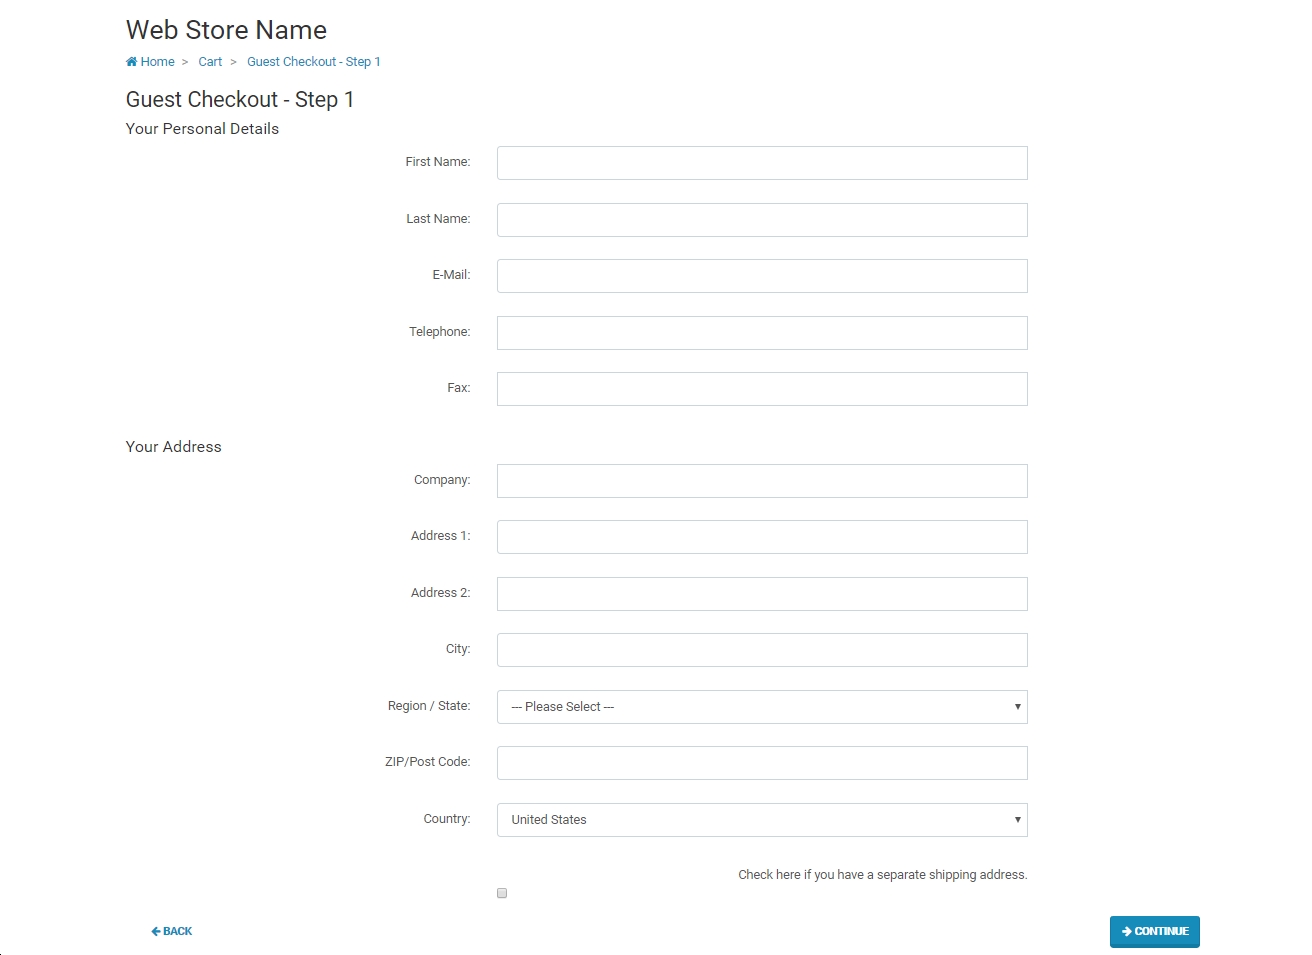 Web Store Name
Home > Cart > Guest Checkout - Step 1
Guest Checkout - Step 1
Your Personal Details
First Name:
Last Name:
E-Mail:
Telephone:
Fax:
Your Address
Company:
Address 1:
Address 2:
City:
Region / State: --- Please Select ---
ZIP/Post Code:
Country: United States
Check here if you have a separate shipping address.
BACK CONTINUE